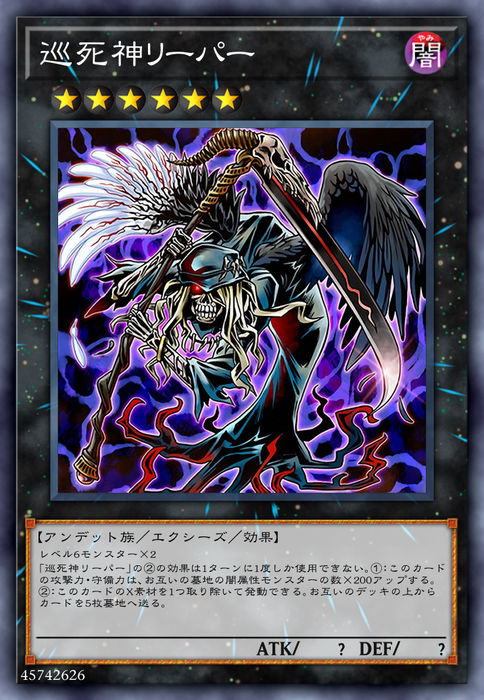 巡死神リーパー
やみ
闇
【アンデット族／エクシーズ／効果】
レベル6モンスター×2
「巡死神リーパー」の②の効果は1ターンに1度しか使用できない。①：このカード
の攻撃力・守備力は、お互いの墓地の闇属性モンスターの数×200アップする。
②：このカードのX素材を1つ取り除いて発動できる。お互いのデッキの上から
カードを5枚墓地へ送る。
ATK/ ? DEF/ ?
45742626